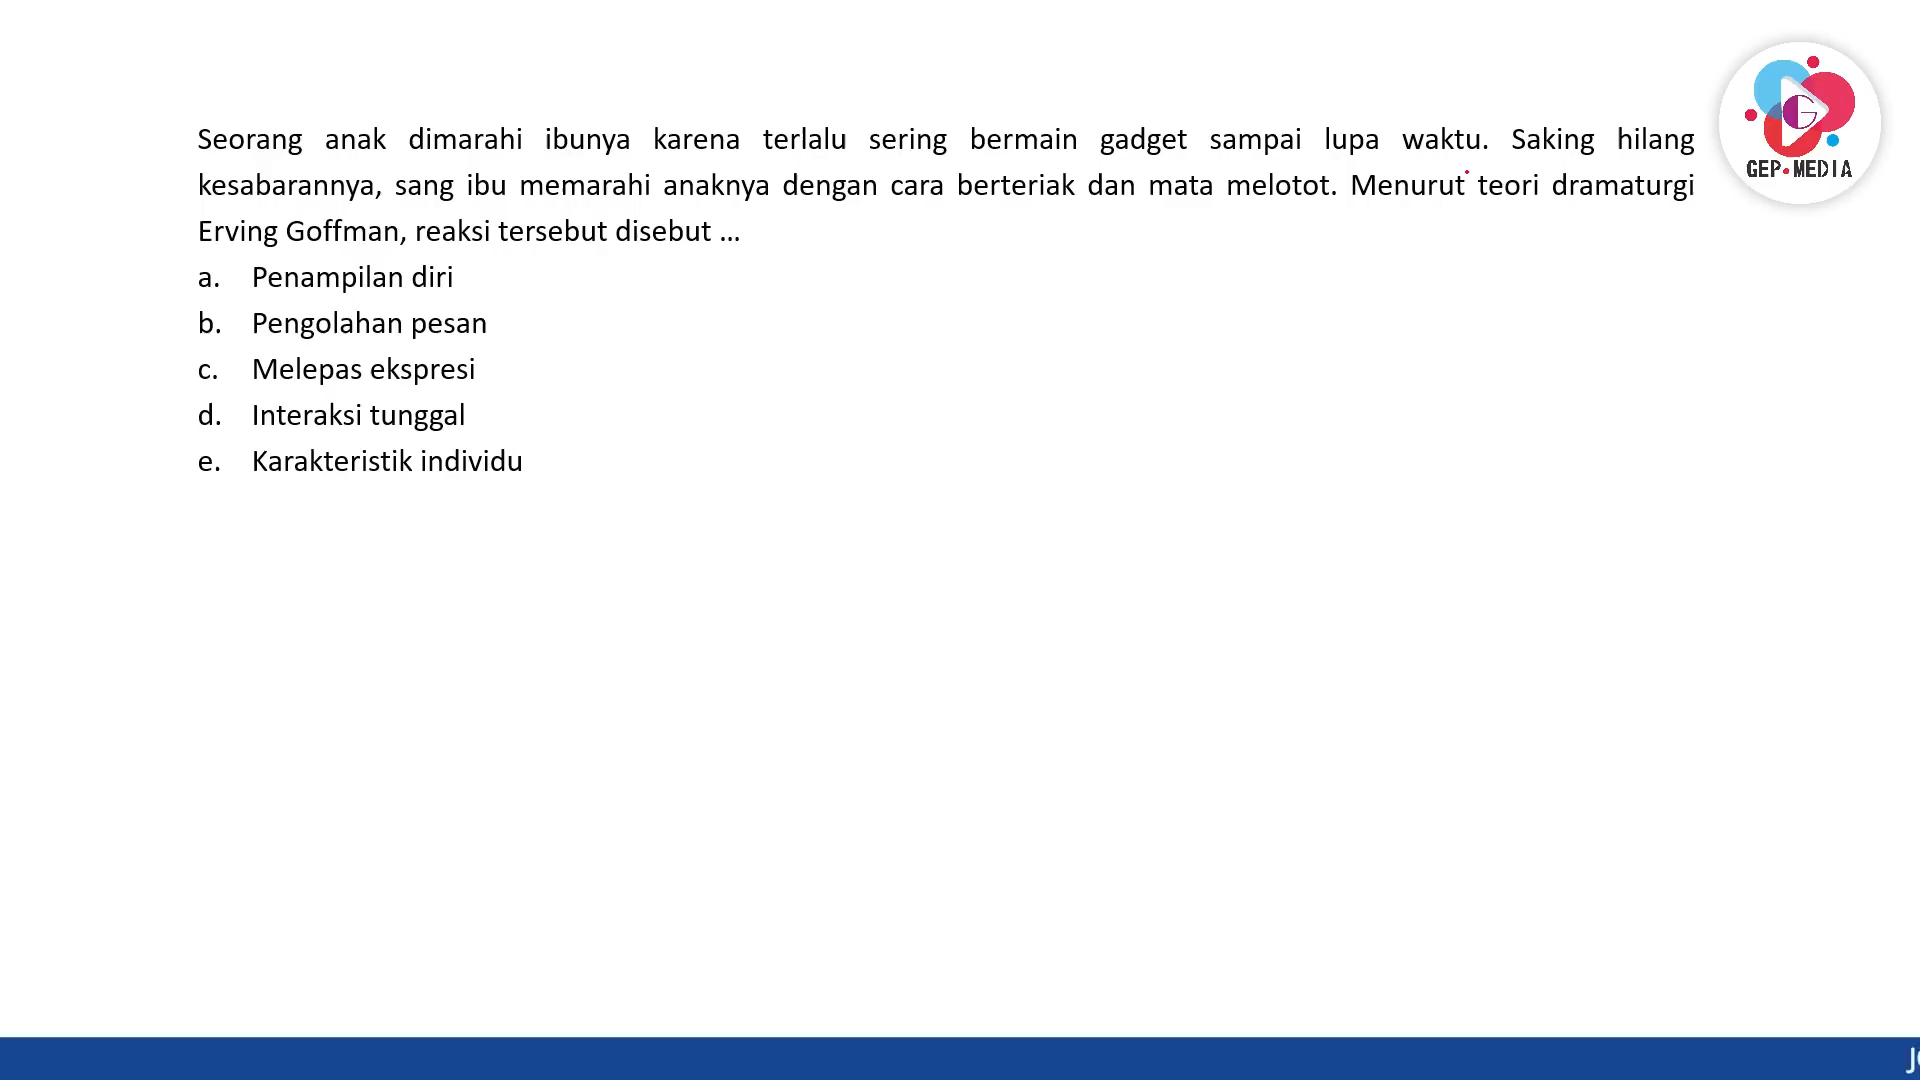 GEP•MEDIA
Seorang anak dimarahi ibunya karena terlalu sering bermain gadget sampai lupa waktu. Saking hilang
kesabarannya, sang ibu memarahi anaknya dengan cara berteriak dan mata melotot. Menurut teori dramaturgi
Erving Goffman, reaksi tersebut disebut ...
a. Penampilan diri
b. Pengolahan pesan
c. Melepas ekspresi
d. Interaksi tunggal
e. Karakteristik individu